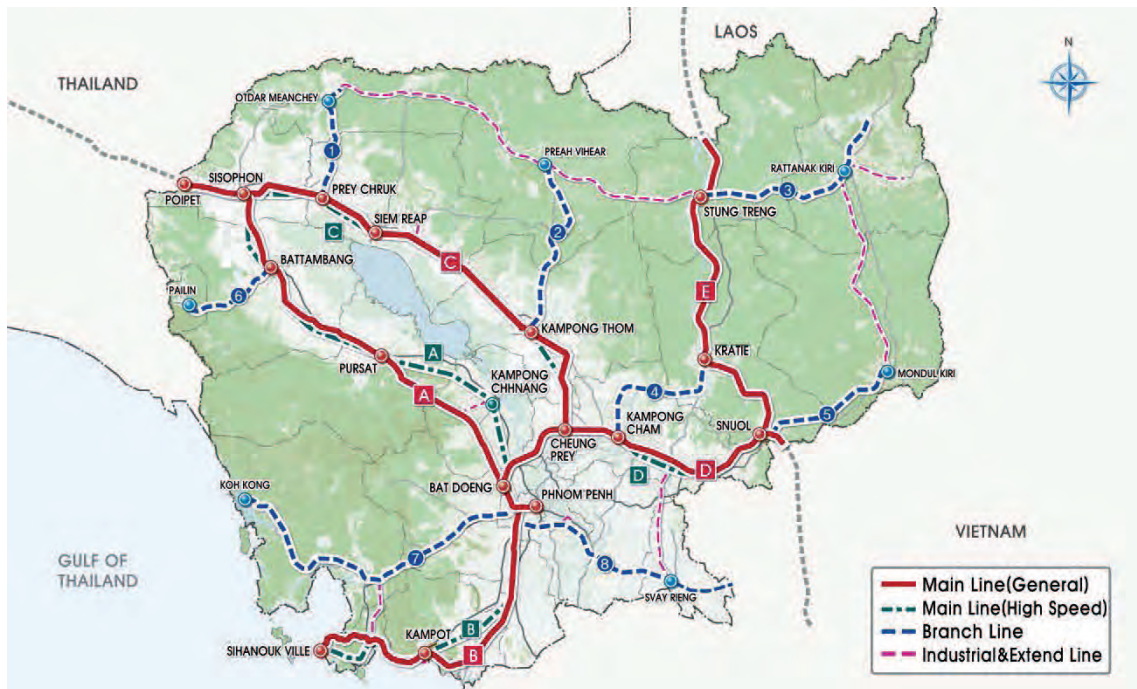 LAOS
N
THAILAND
OTDAR MEANCHEY
1
PREAH VIHEAR
RATTANAK KIRI
3
SISOPHON
POIPET
PREY CHRUK
STUNG TRENG
SIEM REAP
C
2
C
BATTAMBANG
E
PAILIN
6
KAMPONG THOM
A
PURSAT
KRATIE
KAMPONG
CHHNANG
MONDUL KIRI
A
4
KAMPONG
CHAM
5
SNUOL
CHEUNG
PREY
D
D
BAT DOENG
KOH KONG
PHNOM PENH
VIETNAM
GULF OF
THAILAND
7
8
SVAY RIENG
Main Line(General)
Main Line(High Speed)
Branch Line
Industrial&Extend Line
B
KAMPOT
SIHANOUK VILLE
B